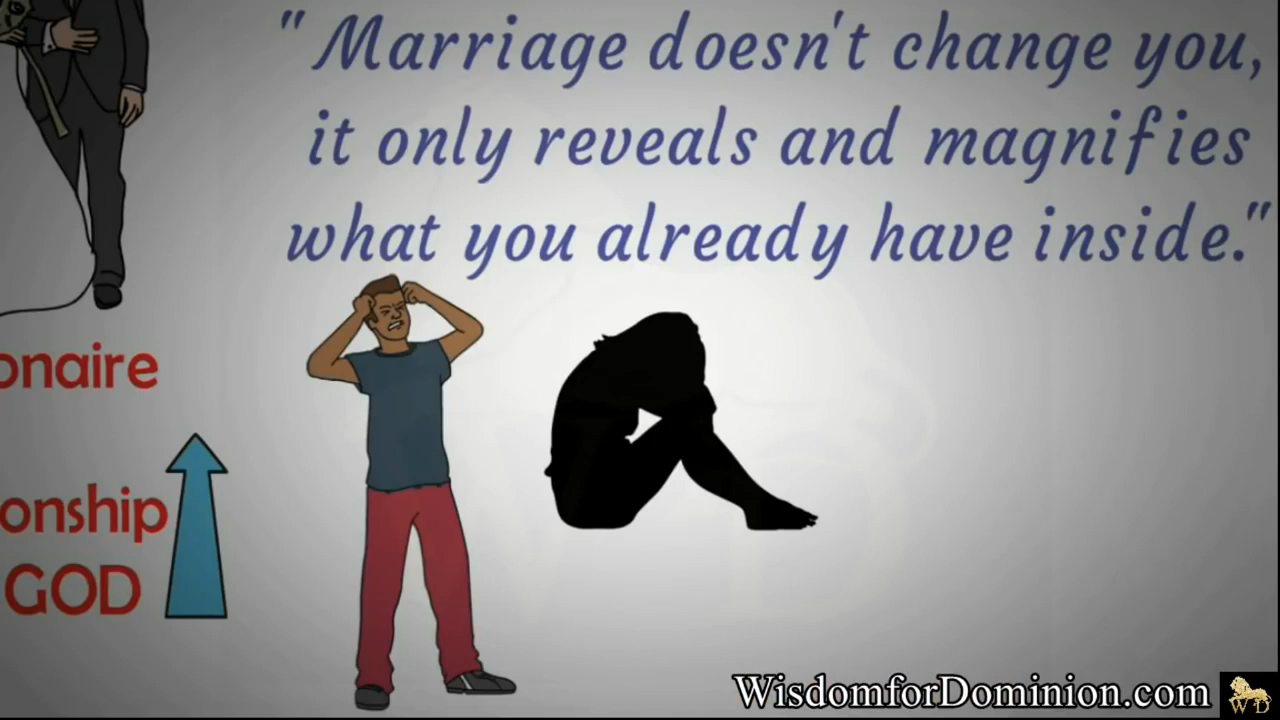 " Marriage doesn't change you,
it only reveals and magnifies
what you already have inside."
onaire
onship
GOD
WisdomforDominion.com
WD